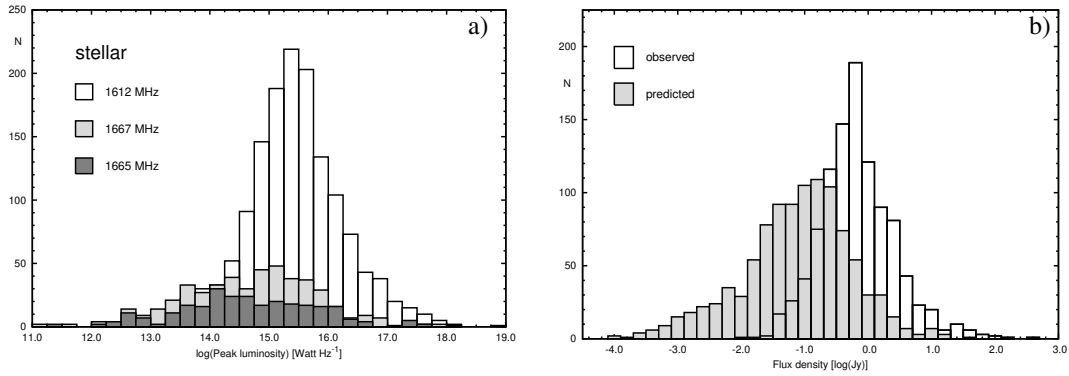 a)
250
N
200
150
100
50
0
stellar
1612 MHz
1667 MHz
1665 MHz
11.0 12.0 13.0 14.0 15.0 16.0 17.0 18.0 19.0
log(Peak luminosity) [Watt Hz⁻¹]
b)
200
N
150
100
50
0
observed
predicted
-4.0 -3.0 -2.0 -1.0 0.0 1.0 2.0 3.0
Flux density [log(Jy)]